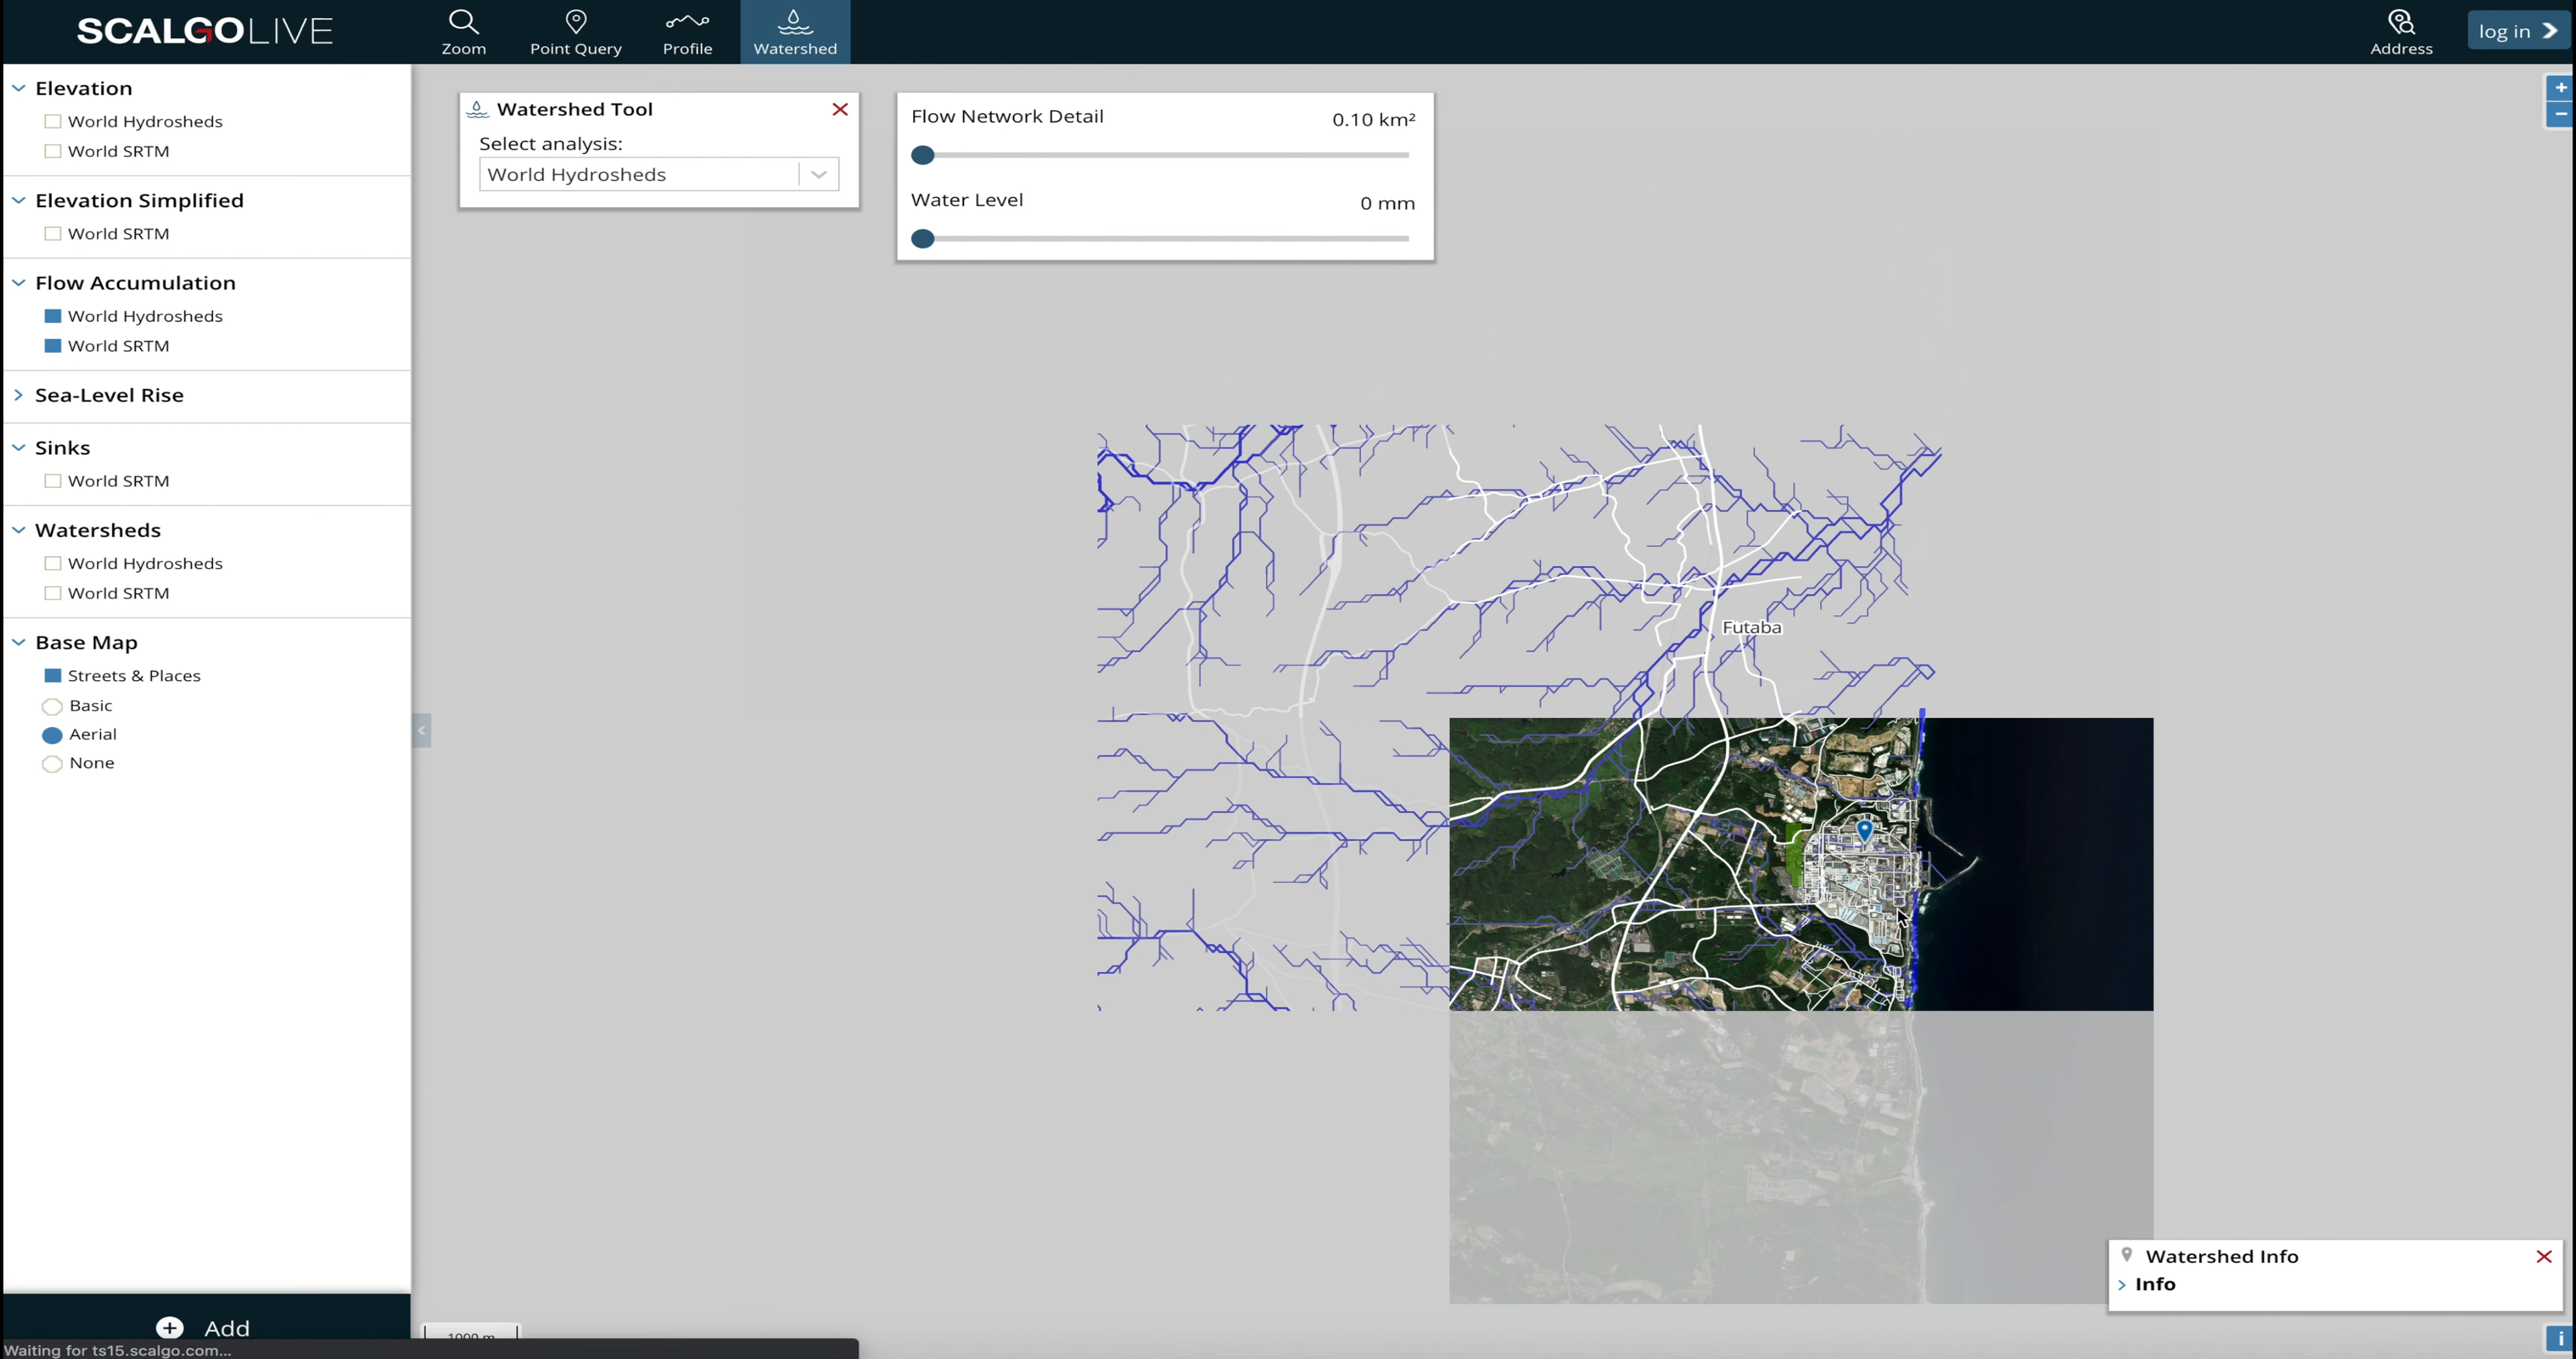 SCALGO LIVE
Zoom
Point Query
Profile
Watershed
Address
log in
Elevation
World Hydrosheds
World SRTM
Elevation Simplified
World SRTM
Flow Accumulation
World Hydrosheds
World SRTM
Sea-Level Rise
Sinks
World SRTM
Watersheds
World Hydrosheds
World SRTM
Base Map
Streets & Places
Basic
Aerial
None
Add
Waiting for ts15.scalgo.com...
Watershed Tool
Select analysis:
World Hydrosheds
Flow Network Detail 0.10 km²
Water Level 0 mm
Futaba
1000 m
Watershed Info
Info